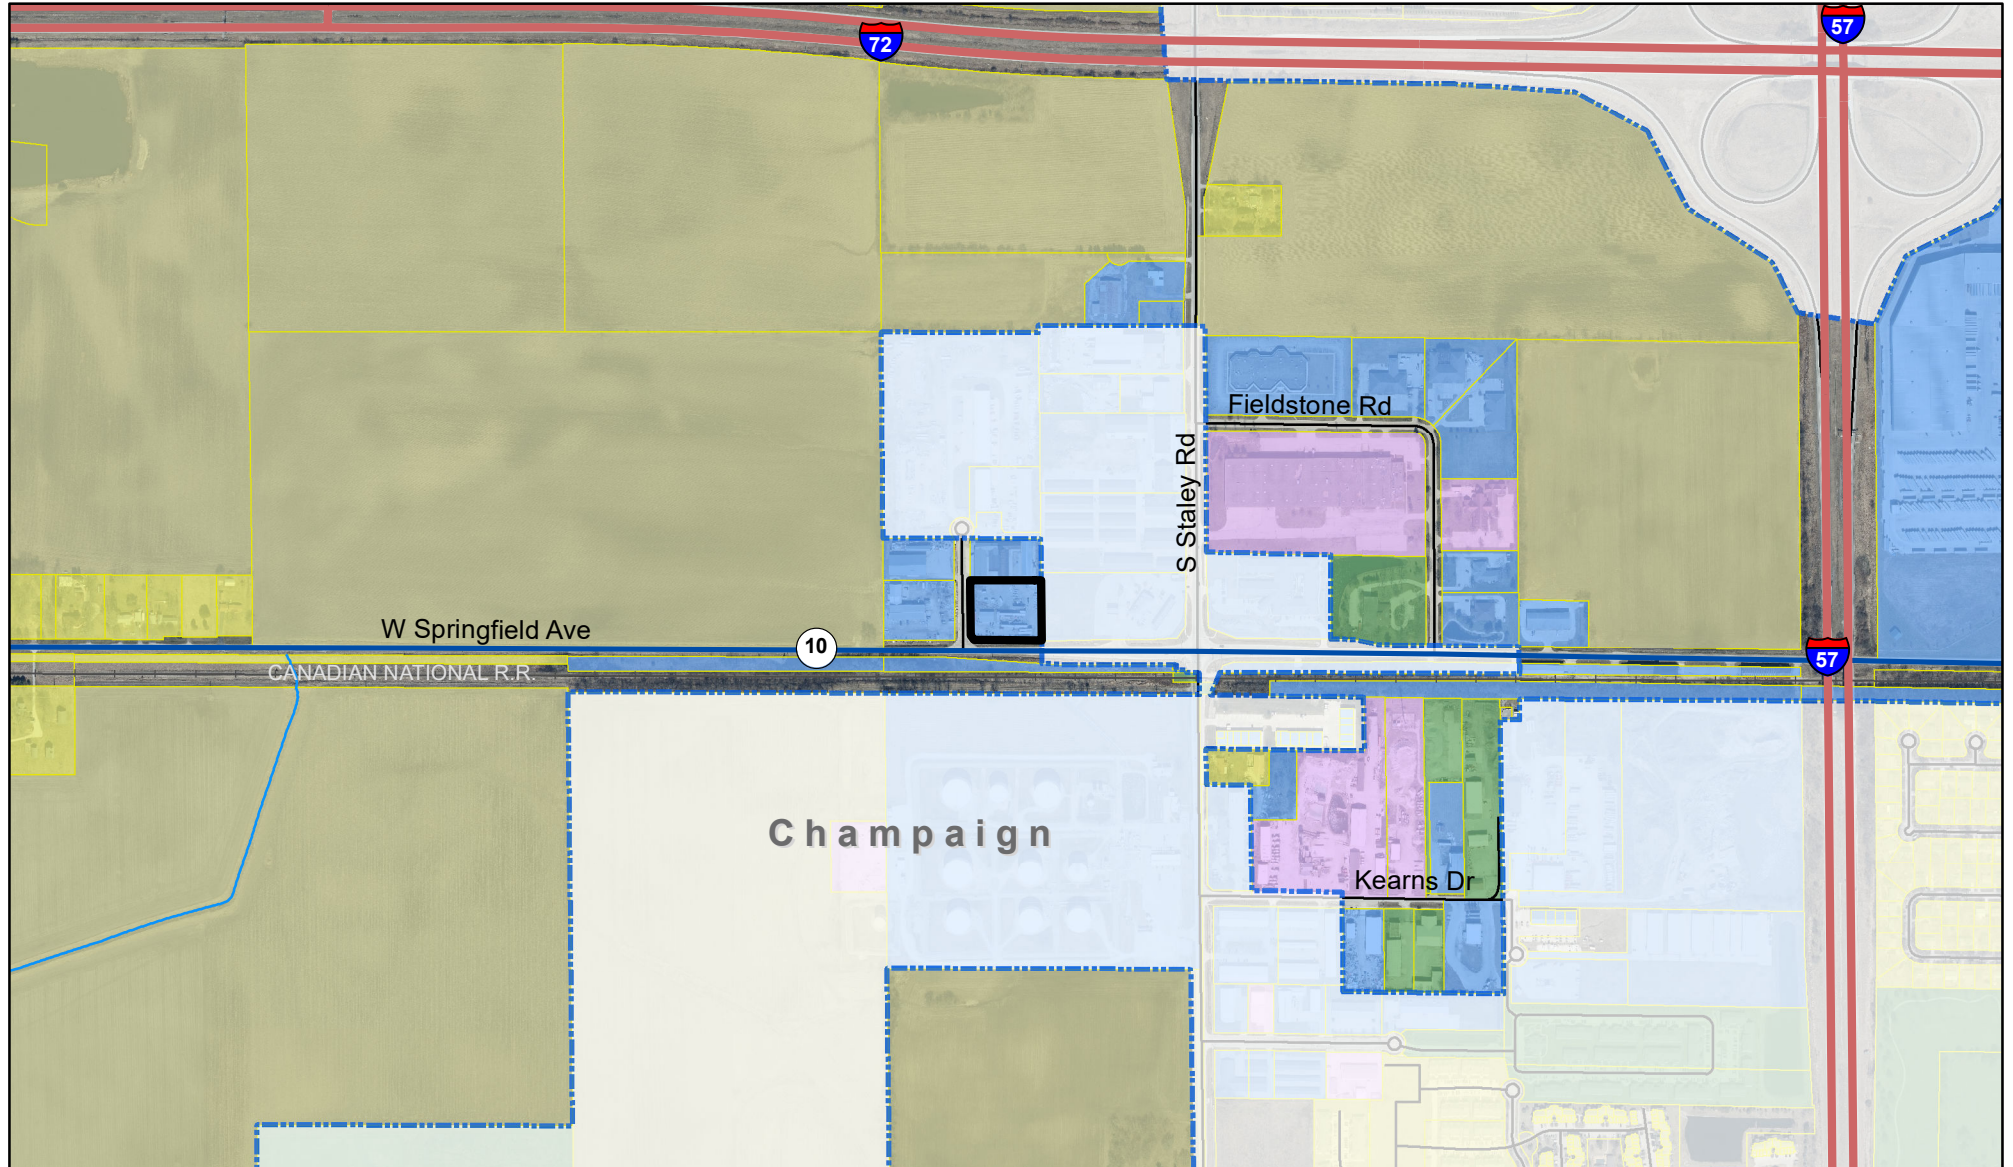 72
57
Fieldstone Rd
S Staley Rd
W Springfield Ave
10
57
CANADIAN NATIONAL R.R.
Champaign
Kearns Dr